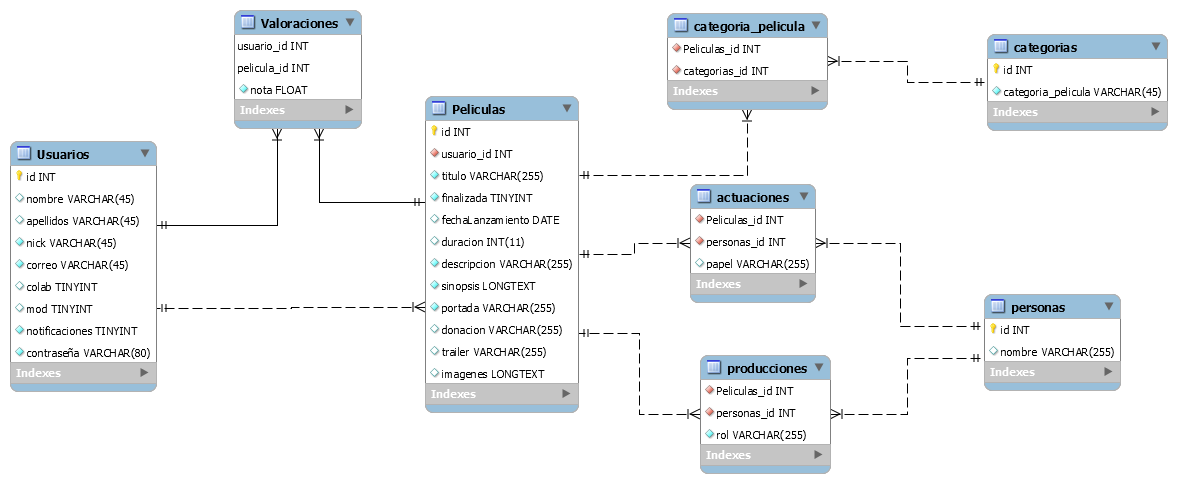 Valoraciones
usuario_id INT
pelicula_id INT
nota FLOAT
Indexes
Usuarios
id INT
nombre VARCHAR(45)
apellidos VARCHAR(45)
nick VARCHAR(45)
correo VARCHAR(45)
colab TINYINT
mod TINYINT
notificaciones TINYINT
contraseña VARCHAR(80)
Indexes
Peliculas
id INT
usuario_id INT
titulo VARCHAR(255)
finalizada TINYINT
fechaLanzamiento DATE
duracion INT(11)
descripcion VARCHAR(255)
sinopsis LONGTEXT
portada VARCHAR(255)
donacion VARCHAR(255)
trailer VARCHAR(255)
imagenes LONGTEXT
Indexes
categoria_pelicula
Peliculas_id INT
categorias_id INT
Indexes
categorias
id INT
categoria_pelicula VARCHAR(45)
Indexes
actuaciones
Peliculas_id INT
personas_id INT
papel VARCHAR(255)
Indexes
personas
id INT
nombre VARCHAR(255)
Indexes
producciones
Peliculas_id INT
personas_id INT
rol VARCHAR(255)
Indexes